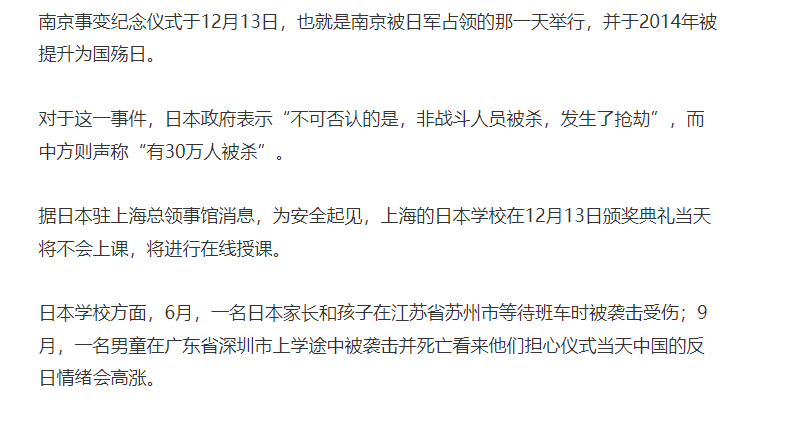 南京事变纪念仪式于12月13日，也就是南京被日军占领的那一天举行，并于2014年被
提升为国殇日。
对于这一事件，日本政府表示“不可否认的是，非战斗人员被杀，发生了抢劫”，而
中方则声称“有30万人被杀”。
据日本驻上海总领事馆消息，为安全起见，上海的日本学校在12月13日颁奖典礼当天
将不会上课，将进行在线授课。
日本学校方面，6月，一名日本家长和孩子在江苏省苏州市等待班车时被袭击受伤；9
月，一名男童在广东省深圳市上学途中被袭击并死亡看来他们担心仪式当天中国的反
日情绪会高涨。